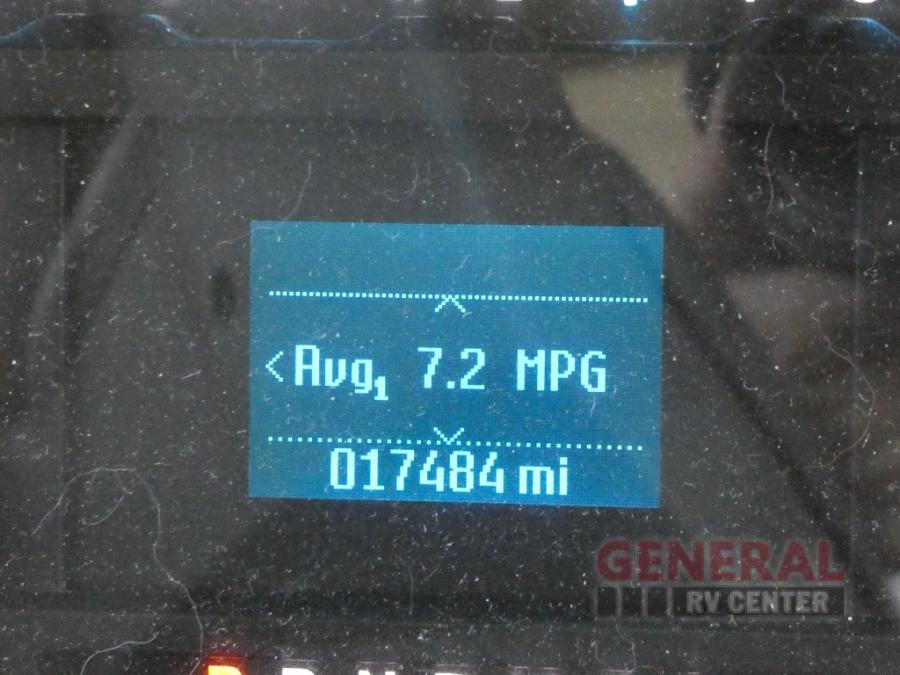 <Avg1 7.2 MPG
017484 mi
GENERAL
RV CENTER